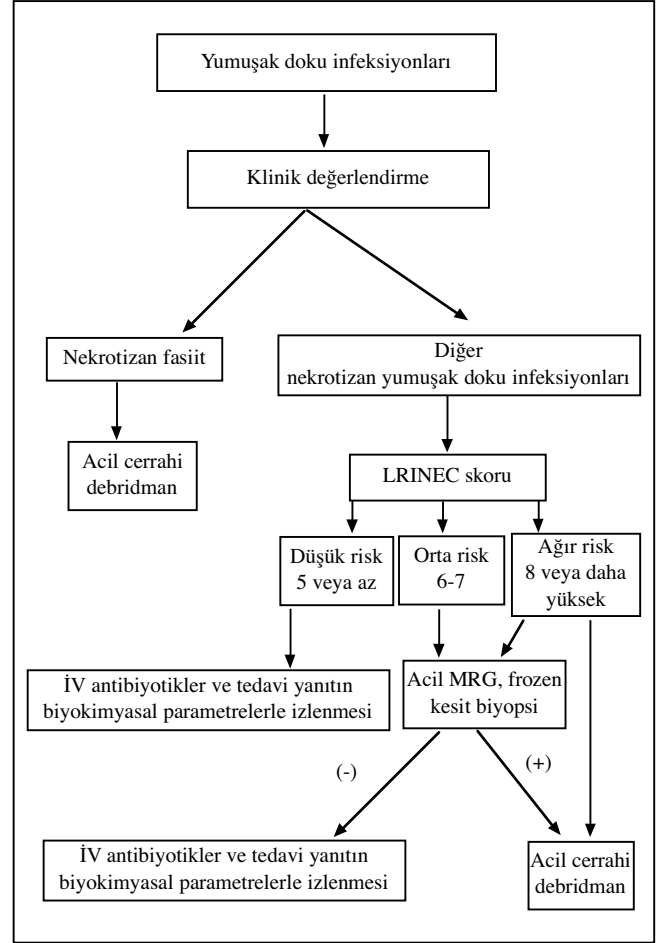 Yumuşak doku infeksiyonları
Klinik değerlendirme
Nekrotizan fasiit
Diğer
nekrotizan yumuşak doku infeksiyonları
Acil cerrahi
debridman
LRINEC skoru
Düşük risk
5 veya az
Orta risk
6-7
Ağır risk
8 veya daha
yüksek
İV antibiyotikler ve tedavi yanıtın
biyokimyasal parametrelerle izlenmesi
Acil MRG, frozen
kesit biyopsi
(-)
(+)
İV antibiyotikler ve tedavi yanıtın
biyokimyasal parametrelerle izlenmesi
Acil cerrahi
debridman